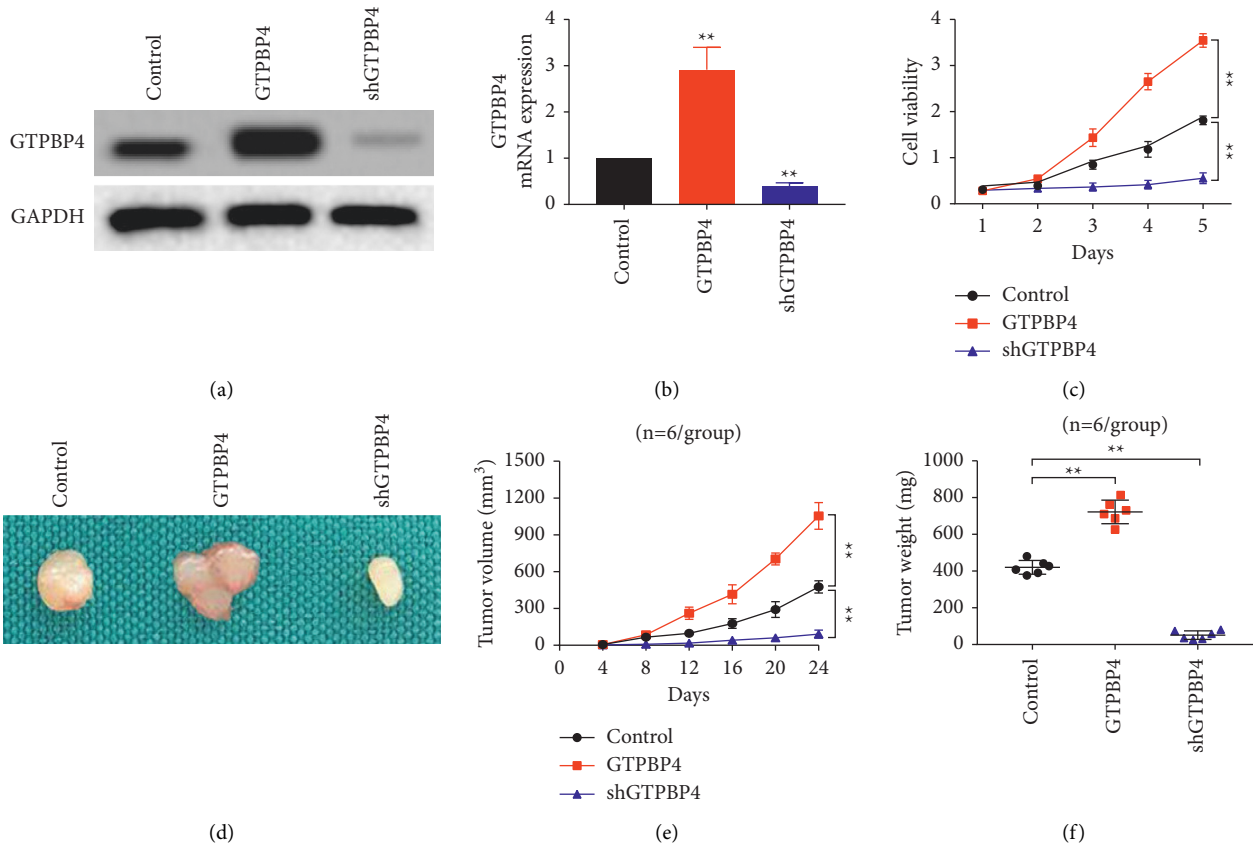 Control
GTPBP4
shGTPBP4
GTPBP4
GAPDH
(a)
GTPBP4
mRNA expression
4
3
2
1
0
**
**
Control
GTPBP4
shGTPBP4
(b)
Cell viability
4
3
2
1
0
1 2 3 4 5
Days
**
**
Control
GTPBP4
shGTPBP4
(c)
Control
GTPBP4
shGTPBP4
(d)
(n=6/group)
Tumor volume (mm³)
1500
1200
900
600
300
0
0 4 8 12 16 20 24
Days
**
**
Control
GTPBP4
shGTPBP4
(e)
(n=6/group)
Tumor weight (mg)
1000
800
600
400
200
0
**
**
Control
GTPBP4
shGTPBP4
(f)